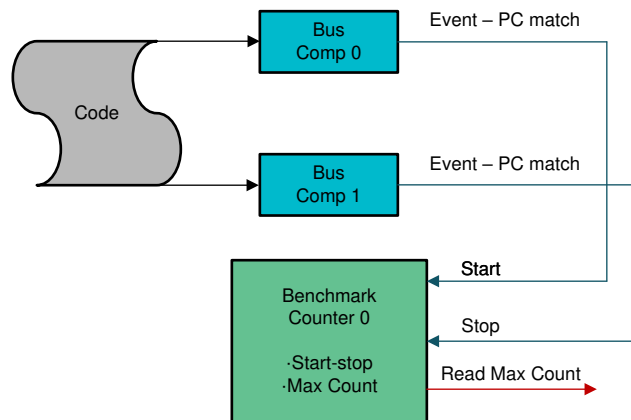 Bus
Comp 0
Event – PC match
Code
Bus
Comp 1
Event – PC match
Start
Benchmark
Counter 0
Stop
·Start-stop
·Max Count
Read Max Count